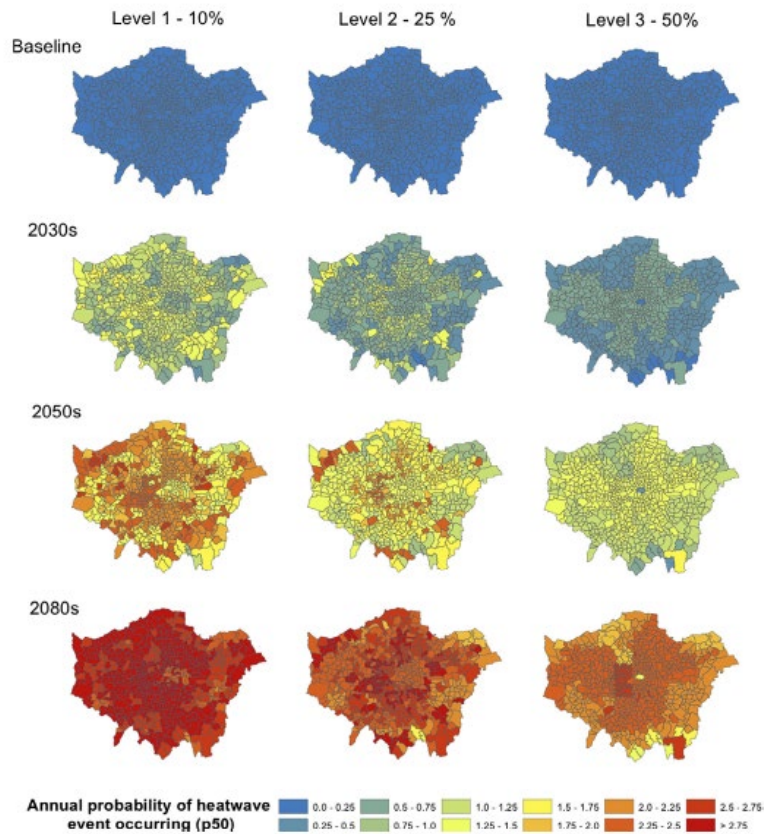 Level 1 - 10%
Level 2 - 25 %
Level 3 - 50%
Baseline
2030s
2050s
2080s
Annual probability of heatwave
event occurring (p50)
0.0 - 0.25
0.5 - 0.75
1.0 - 1.25
1.5 - 1.75
2.0 - 2.25
2.5 - 2.75
0.25 - 0.5
0.75 - 1.0
1.25 - 1.5
1.75 - 2.0
2.25 - 2.5
> 2.75